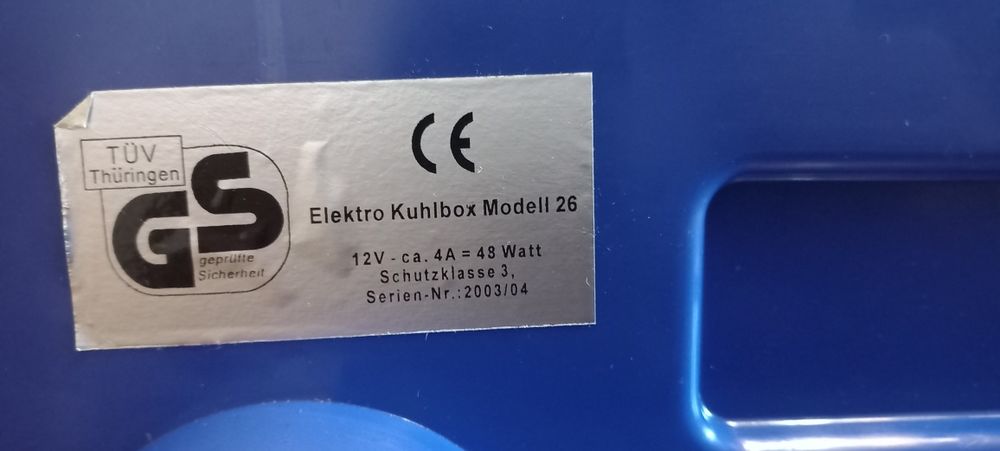 TÜV
Thüringen
GS
geprüfte
Sicherheit
CE
Elektro Kuhlbox Modell 26
12V - ca. 4A = 48 Watt
Schutzklasse 3,
Serien-Nr.:2003/04